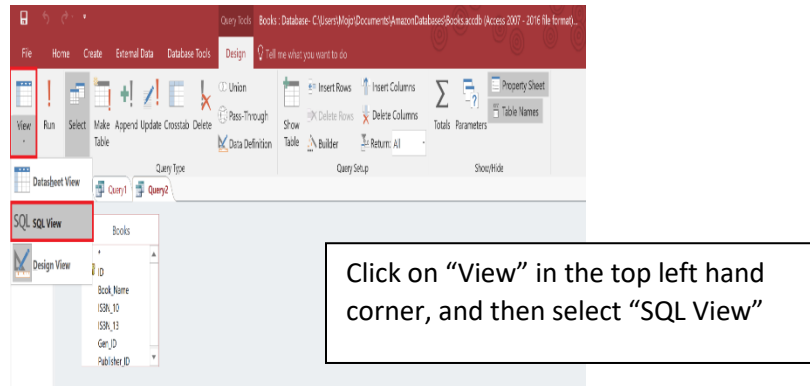 Query Tools Books : Database- C:\Users\Mojo\Documents\AmazonDatabases\Books.accdb (Access 2007 - 2016 file format)...
File Home Create External Data Database Tools Design Tell me what you want to do
View Run Select Make Table Append Update Crosstab Delete
Union
Pass-Through
Data Definition
Show Table
Insert Rows
Delete Rows
Builder
Insert Columns
Delete Columns
Return: All
Totals Parameters
Property Sheet
Table Names
Query Type Query Setup Show/Hide
Datasheet View
SQL SQL View
Design View
Query1 Query2
Books
*
ID
Book_Name
ISBN_10
ISBN_13
Gen_ID
Publisher_ID
Click on “View” in the top left hand
corner, and then select “SQL View”